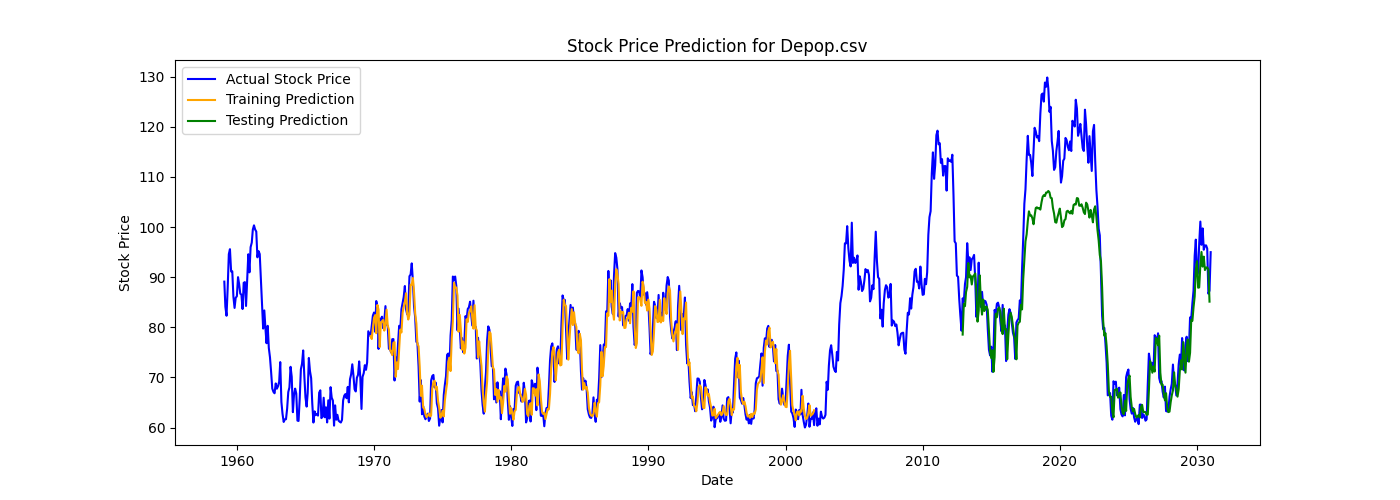 Stock Price Prediction for Depop.csv
Actual Stock Price
Training Prediction
Testing Prediction
130
120
110
100
90
80
70
60
Stock Price
1960 1970 1980 1990 2000 2010 2020 2030
Date